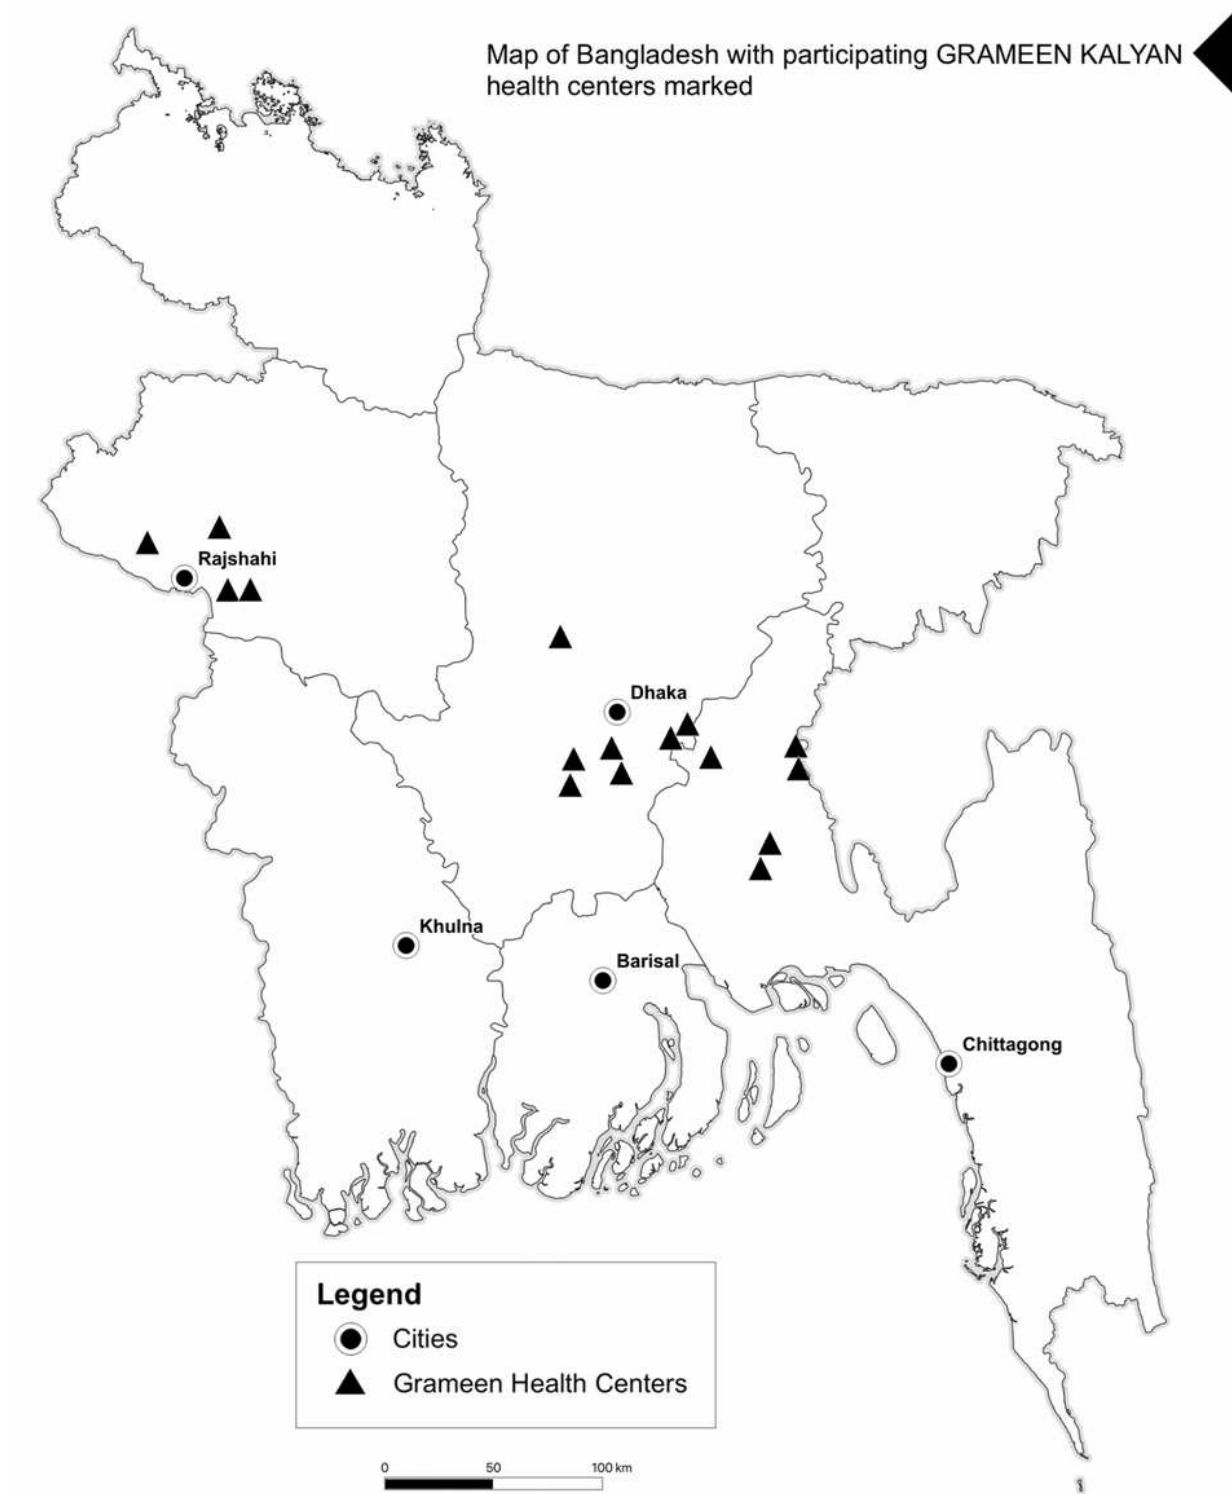 Map of Bangladesh with participating GRAMEEN KALYAN
health centers marked
Rajshahi
Dhaka
Khulna
Barisal
Chittagong
Legend
Cities
Grameen Health Centers
0 50 100 km